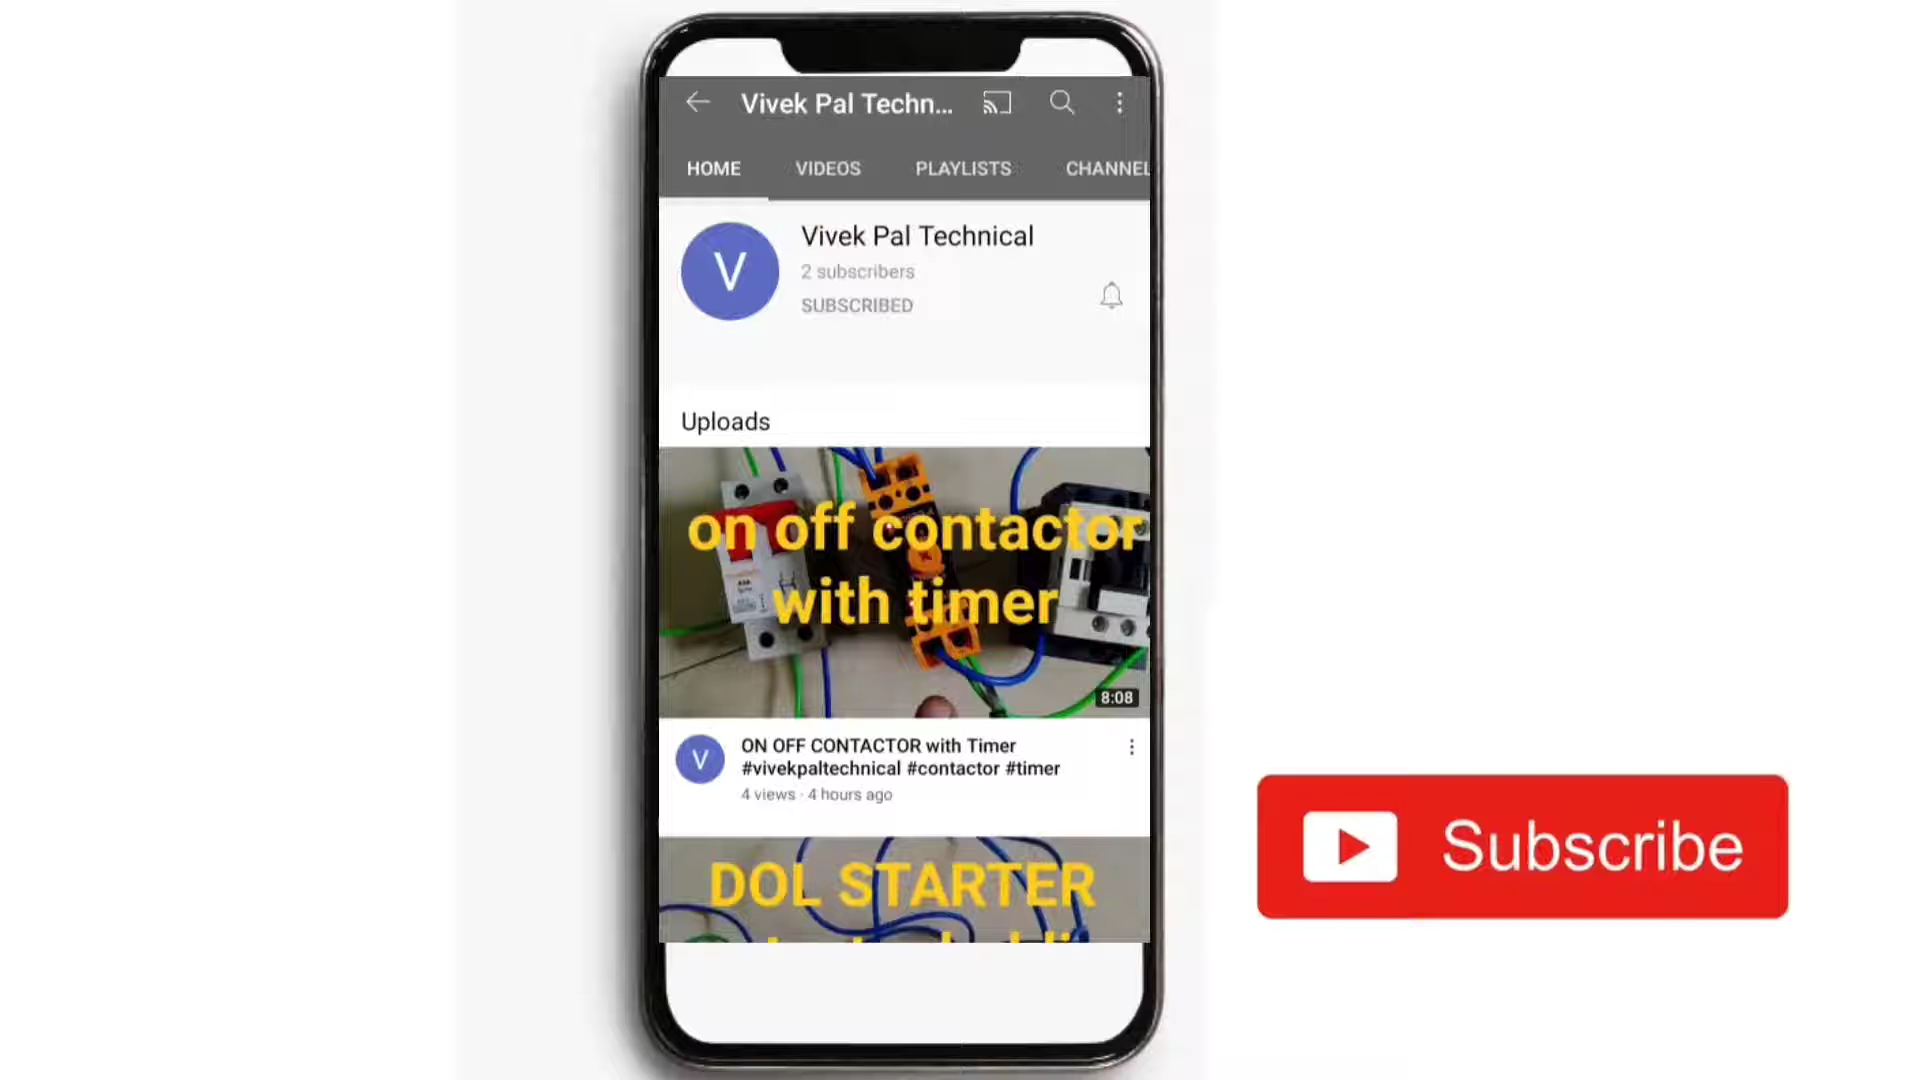 Vivek Pal Techn...
HOME VIDEOS PLAYLISTS CHANNEL
V
Vivek Pal Technical
2 subscribers
SUBSCRIBED
Uploads
on off contactor
with timer
8:08
V
ON OFF CONTACTOR with Timer
#vivekpaltechnical #contactor #timer
4 views · 4 hours ago
DOL STARTER
Subscribe